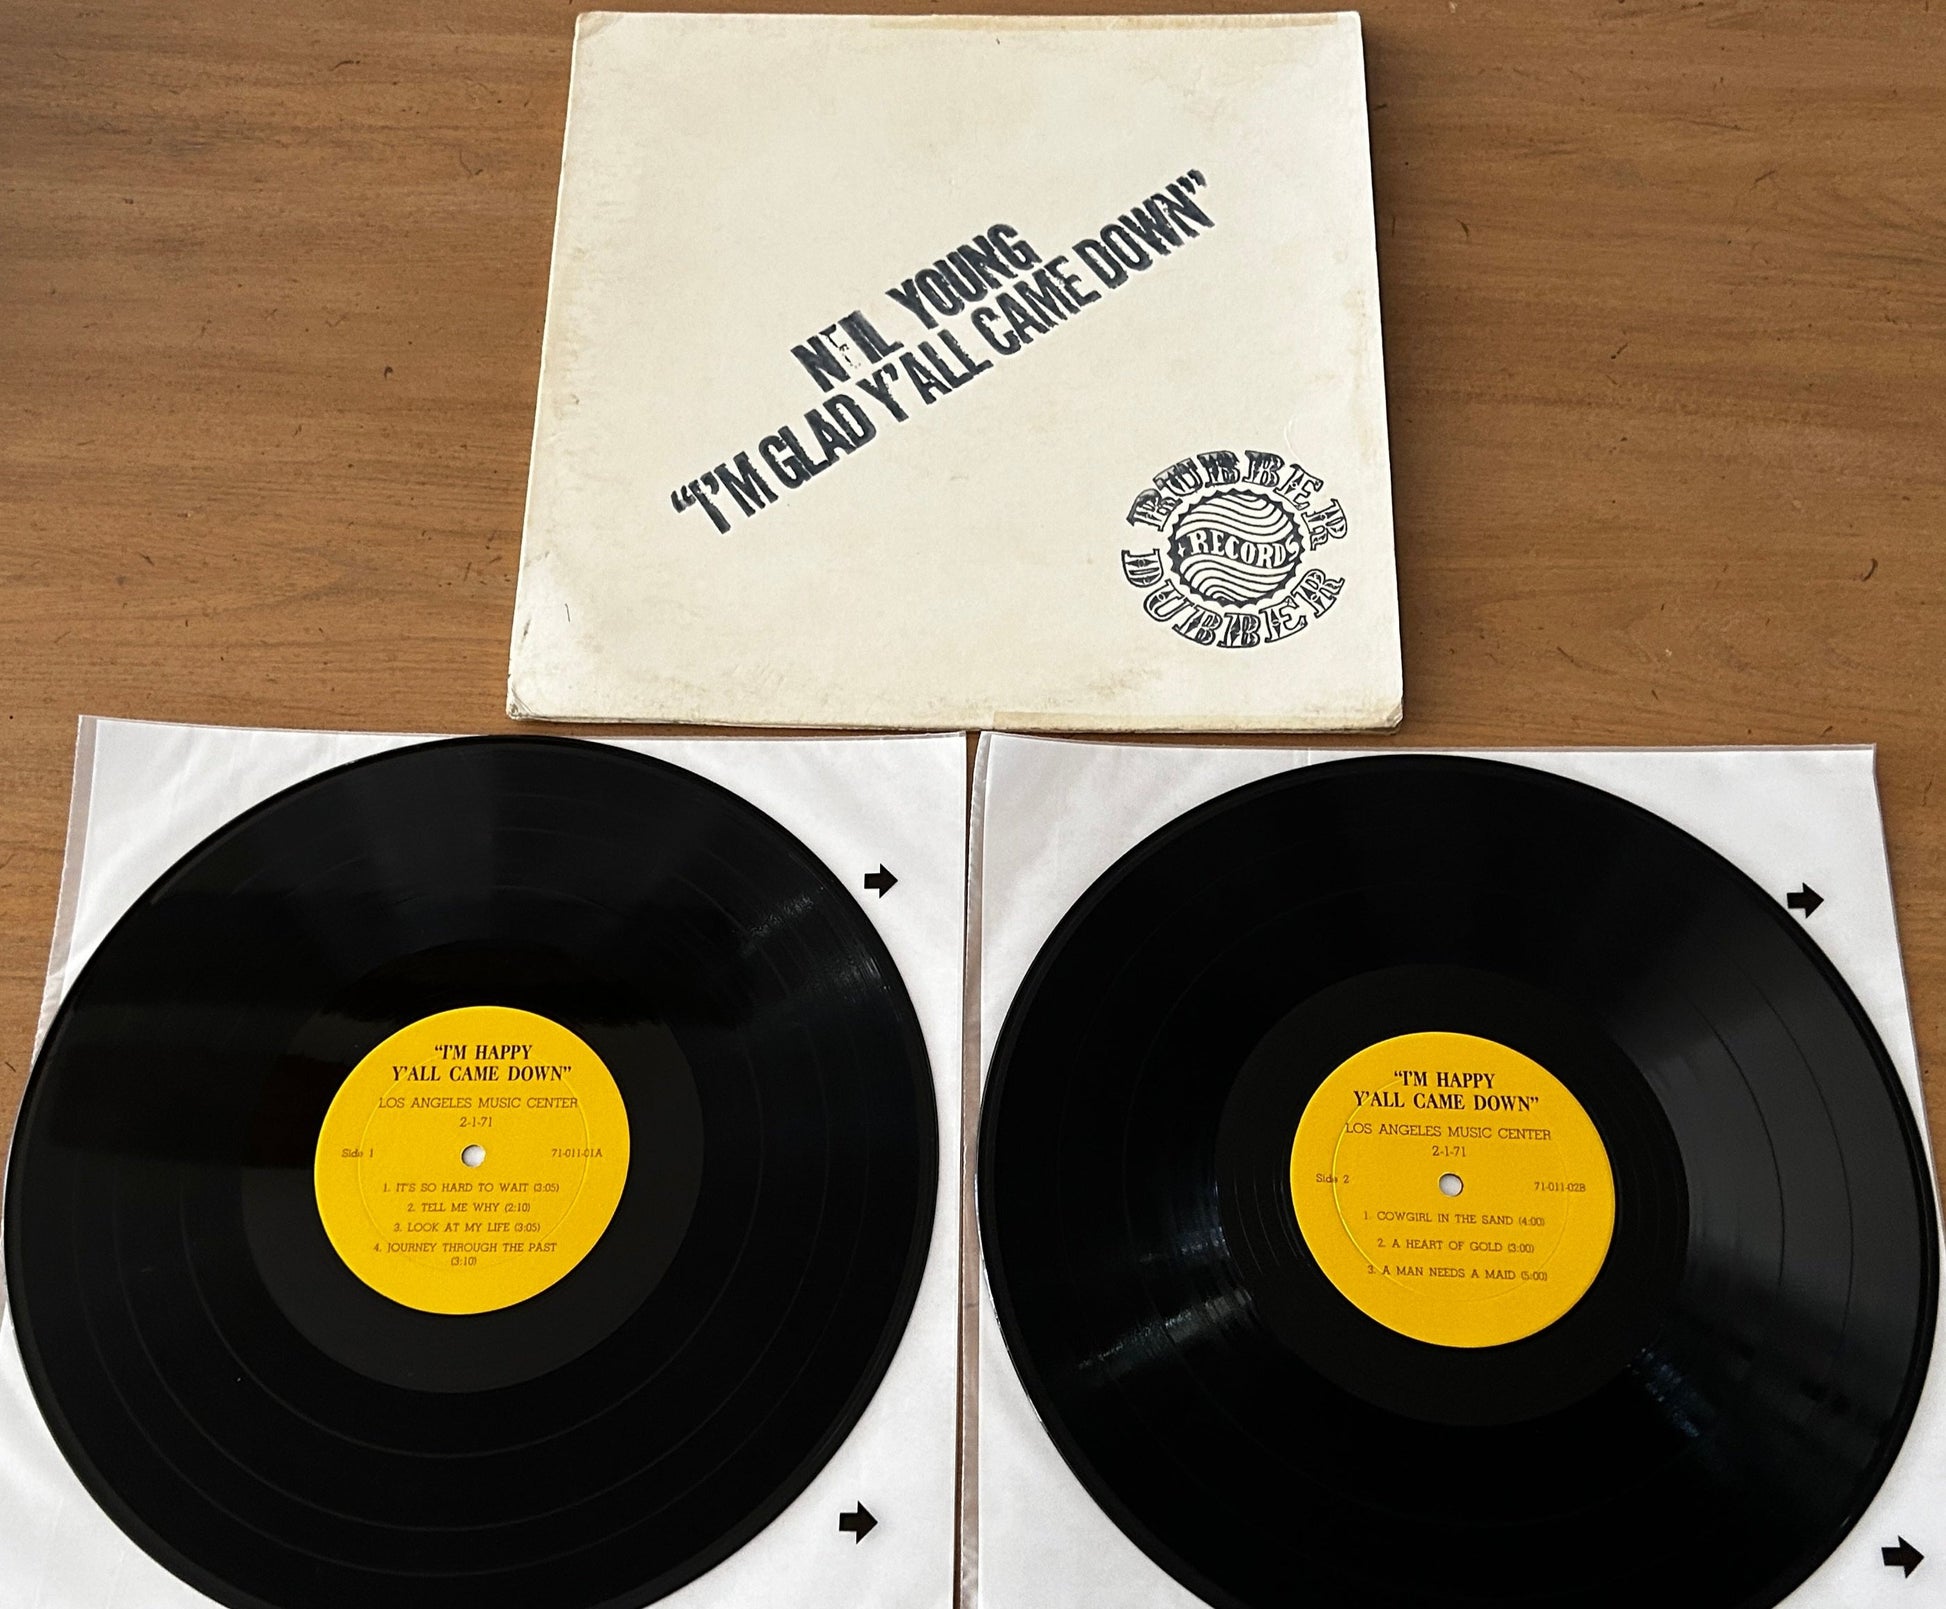 NEIL YOUNG
“I’M GLAD Y’ALL CAME DOWN”
RUBBER
RECORDS
DUBBER
“I’M HAPPY
Y’ALL CAME DOWN”
LOS ANGELES MUSIC CENTER
2-1-71
Side 1 71-011-01A
1. IT’S SO HARD TO WAIT (3:05)
2. TELL ME WHY (2:10)
3. LOOK AT MY LIFE (3:05)
4. JOURNEY THROUGH THE PAST
(3:10)
“I’M HAPPY
Y’ALL CAME DOWN”
LOS ANGELES MUSIC CENTER
2-1-71
Side 2 71-011-02B
1. COWGIRL IN THE SAND (4:00)
2. A HEART OF GOLD (3:00)
3. A MAN NEEDS A MAID (5:00)